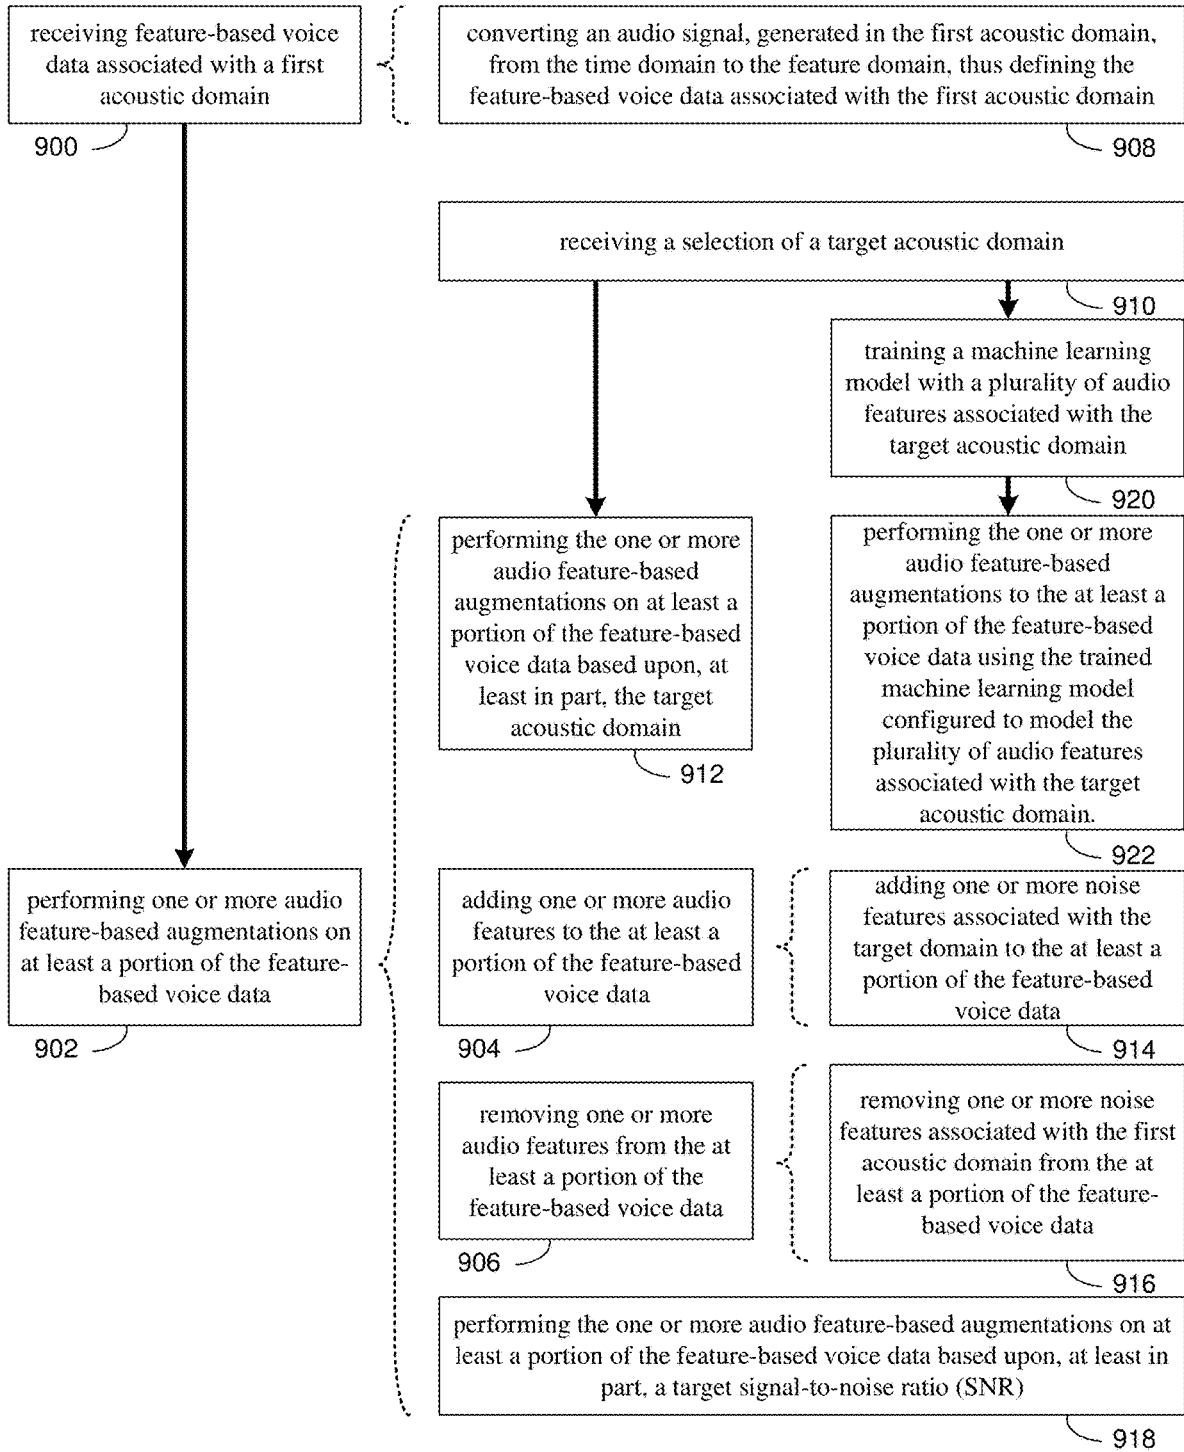 receiving feature-based voice
data associated with a first
acoustic domain
900
converting an audio signal, generated in the first acoustic domain,
from the time domain to the feature domain, thus defining the
feature-based voice data associated with the first acoustic domain
908
receiving a selection of a target acoustic domain
910
training a machine learning
model with a plurality of audio
features associated with the
target acoustic domain
920
performing the one or more
audio feature-based
augmentations on at least a
portion of the feature-based
voice data based upon, at
least in part, the target
acoustic domain
912
performing the one or more
audio feature-based
augmentations to the at least a
portion of the feature-based
voice data using the trained
machine learning model
configured to model the
plurality of audio features
associated with the target
acoustic domain.
922
performing one or more audio
feature-based augmentations on
at least a portion of the feature-
based voice data
902
adding one or more audio
features to the at least a
portion of the feature-based
voice data
904
adding one or more noise
features associated with the
target domain to the at least a
portion of the feature-based
voice data
914
removing one or more
audio features from the at
least a portion of the
feature-based voice data
906
removing one or more noise
features associated with the first
acoustic domain from the at
least a portion of the feature-
based voice data
916
performing the one or more audio feature-based augmentations on at
least a portion of the feature-based voice data based upon, at least in
part, a target signal-to-noise ratio (SNR)
918